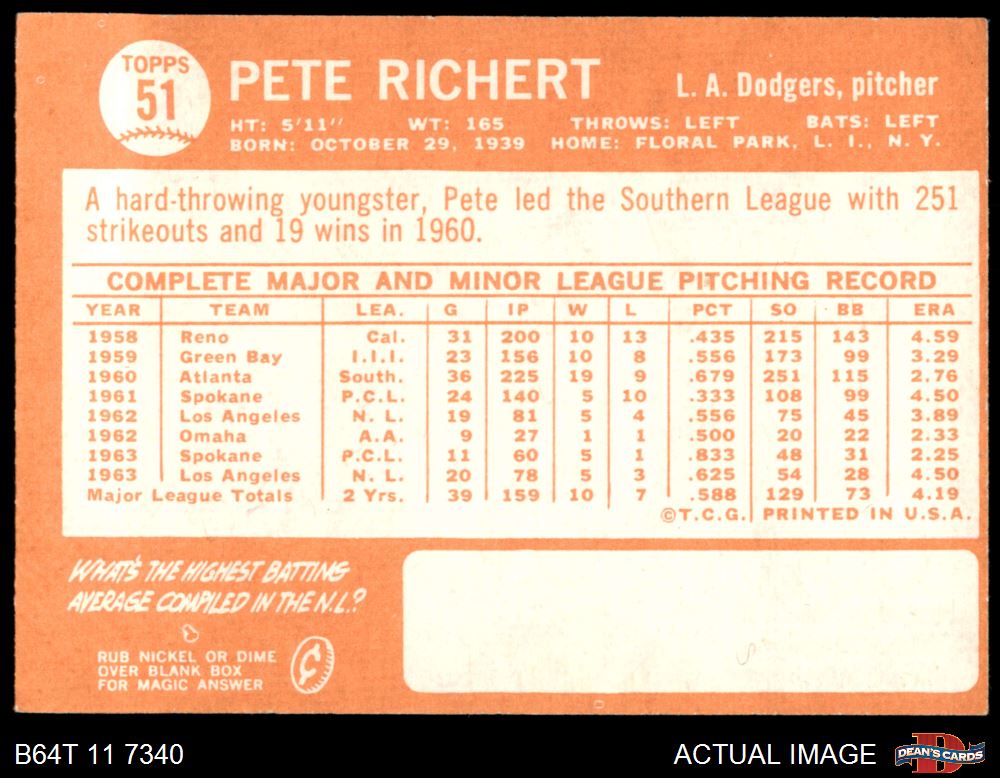 TOPPS
51
PETE RICHERT
L. A. Dodgers, pitcher
HT: 5'11" WT: 165 THROWS: LEFT BATS: LEFT
BORN: OCTOBER 29, 1939 HOME: FLORAL PARK, L. I., N. Y.
A hard-throwing youngster, Pete led the Southern League with 251
strikeouts and 19 wins in 1960.
COMPLETE MAJOR AND MINOR LEAGUE PITCHING RECORD
YEAR TEAM LEA. G IP W L PCT SO BB ERA
1958 Reno Cal. 31 200 10 13 .435 215 143 4.59
1959 Green Bay I.I.I. 23 156 10 8 .556 173 99 3.29
1960 Atlanta South. 36 225 19 9 .679 251 115 2.76
1961 Spokane P.C.L. 24 140 5 10 .333 108 99 4.50
1962 Los Angeles N. L. 19 81 5 4 .556 75 45 3.89
1962 Omaha A.A. 9 27 1 1 .500 20 22 2.33
1963 Spokane P.C.L. 11 60 5 1 .833 48 31 2.25
1963 Los Angeles N. L. 20 78 5 3 .625 54 28 4.50
Major League Totals 2 Yrs. 39 159 10 7 .588 129 73 4.19
©T.C.G. PRINTED IN U.S.A.
WHAT'S THE HIGHEST BATTING
AVERAGE COMPILED IN THE N.L.?
RUB NICKEL OR DIME
OVER BLANK BOX
FOR MAGIC ANSWER
¢
B64T 11 7340
ACTUAL IMAGE
DEAN'S CARDS